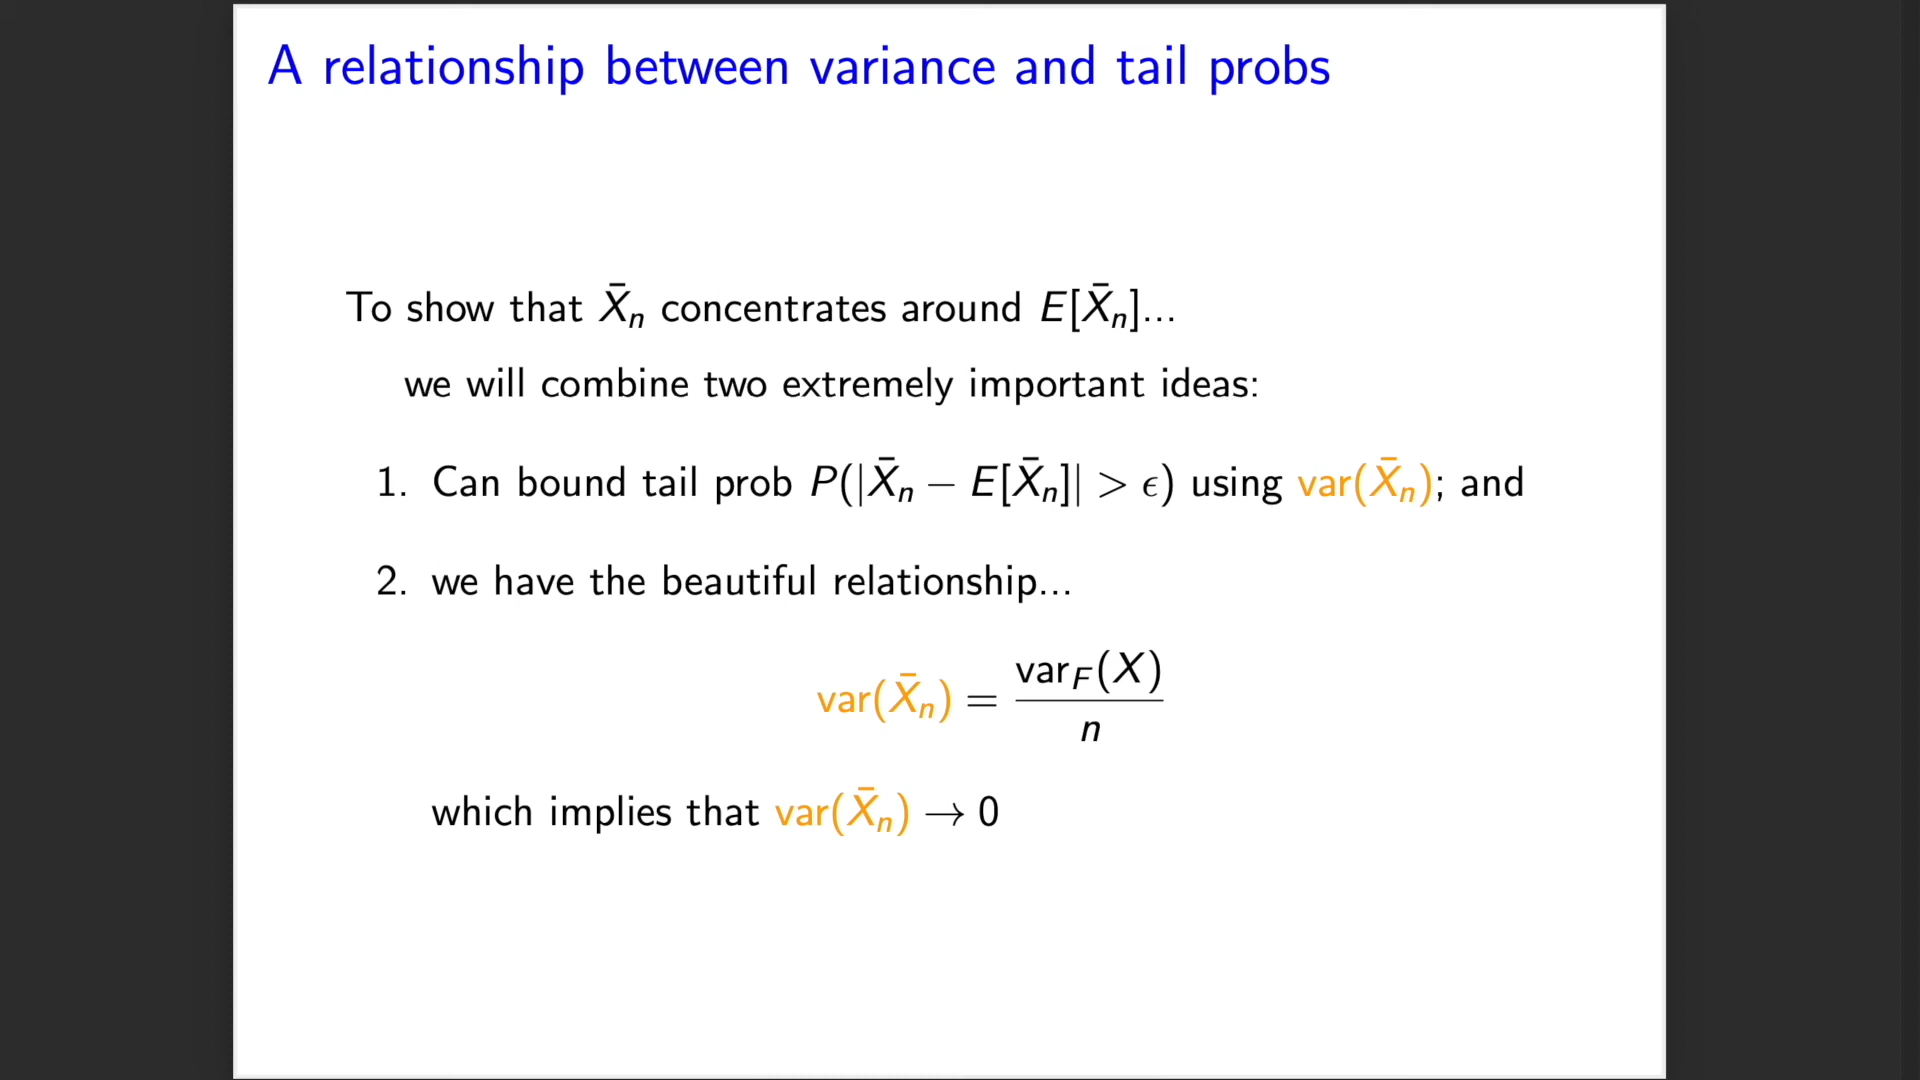 A relationship between variance and tail probs
To show that X̄ₙ concentrates around E[X̄ₙ]...
we will combine two extremely important ideas:
1. Can bound tail prob P(|X̄ₙ − E[X̄ₙ]| > ϵ) using var(X̄ₙ); and
2. we have the beautiful relationship...
var(X̄ₙ) = var_F(X) / n
which implies that var(X̄ₙ) → 0